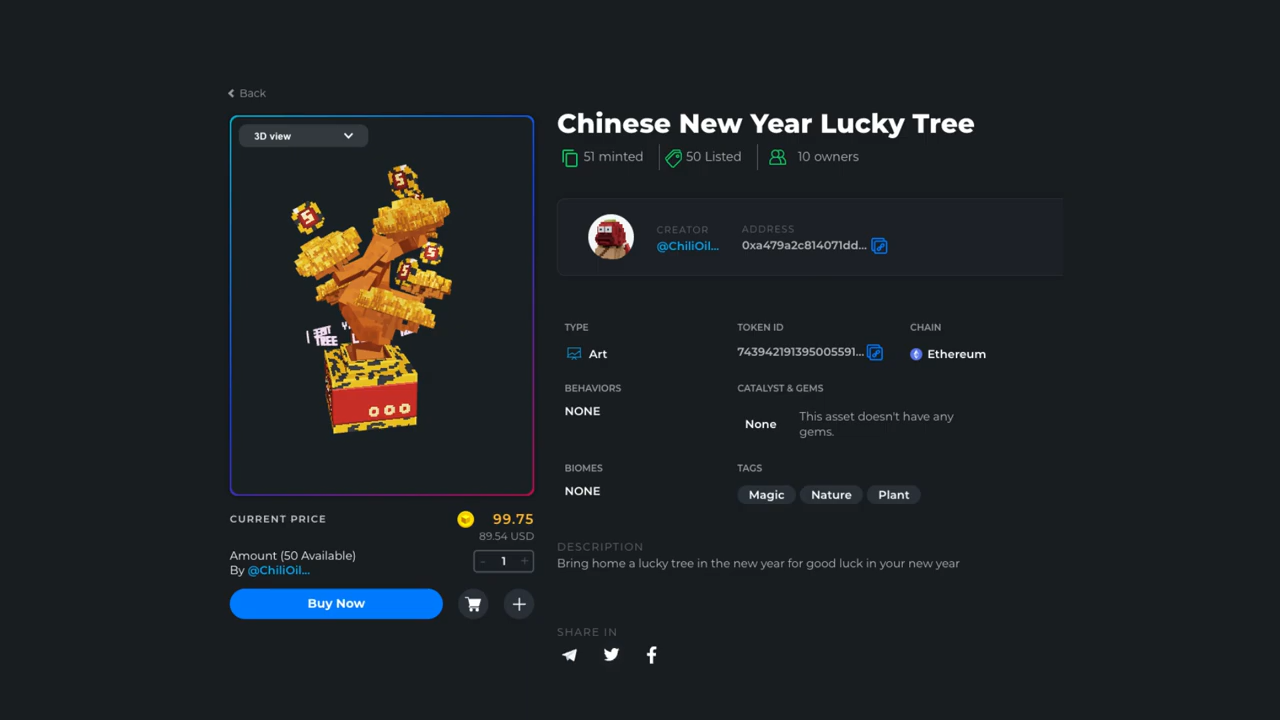 Back
3D view
Chinese New Year Lucky Tree
51 minted
50 Listed
10 owners
CREATOR
@ChiliOil...
ADDRESS
0xa479a2c814071dd...
TYPE
Art
TOKEN ID
743942191395005591...
CHAIN
Ethereum
BEHAVIORS
NONE
CATALYST & GEMS
None
This asset doesn't have any
gems.
BIOMES
NONE
TAGS
Magic
Nature
Plant
CURRENT PRICE
99.75
89.54 USD
Amount (50 Available)
By @ChiliOil...
- 1 +
Buy Now
DESCRIPTION
Bring home a lucky tree in the new year for good luck in your new year
SHARE IN